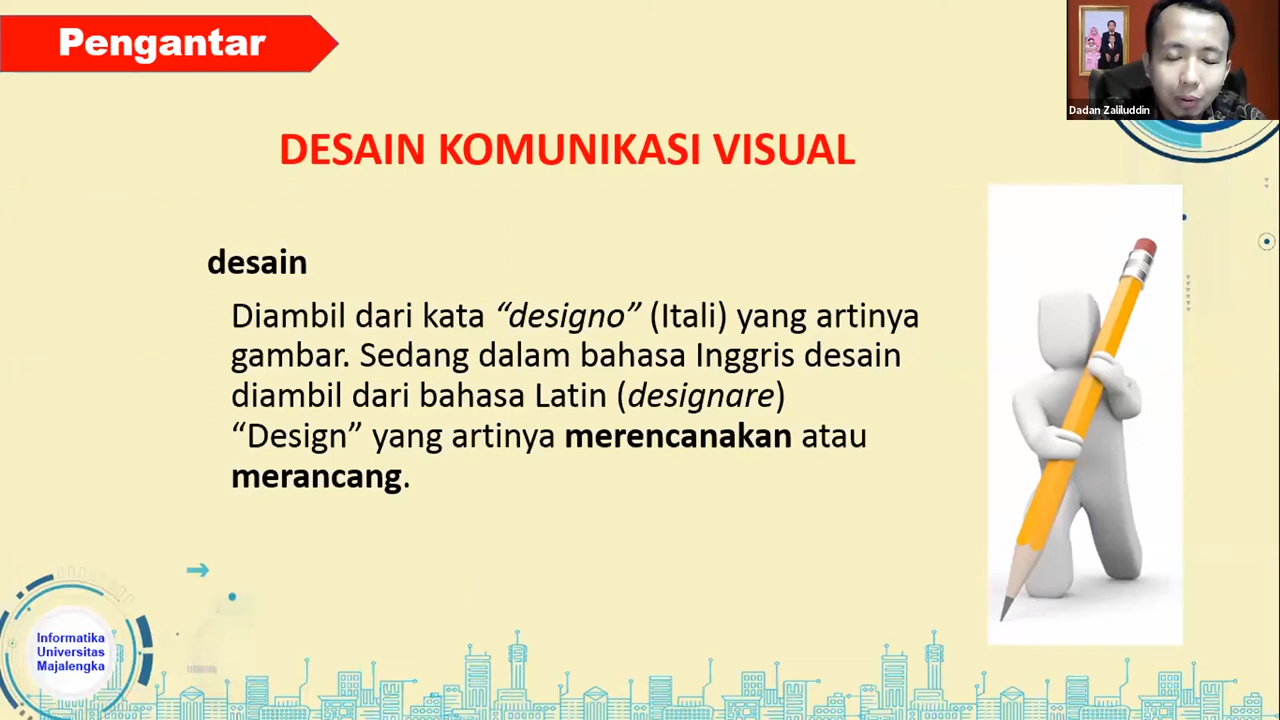 Pengantar
Dadan Zaliluddin
DESAIN KOMUNIKASI VISUAL
desain
Diambil dari kata “designo” (Itali) yang artinya
gambar. Sedang dalam bahasa Inggris desain
diambil dari bahasa Latin (designare)
“Design” yang artinya merencanakan atau
merancang.
Informatika
Universitas
Majalengka